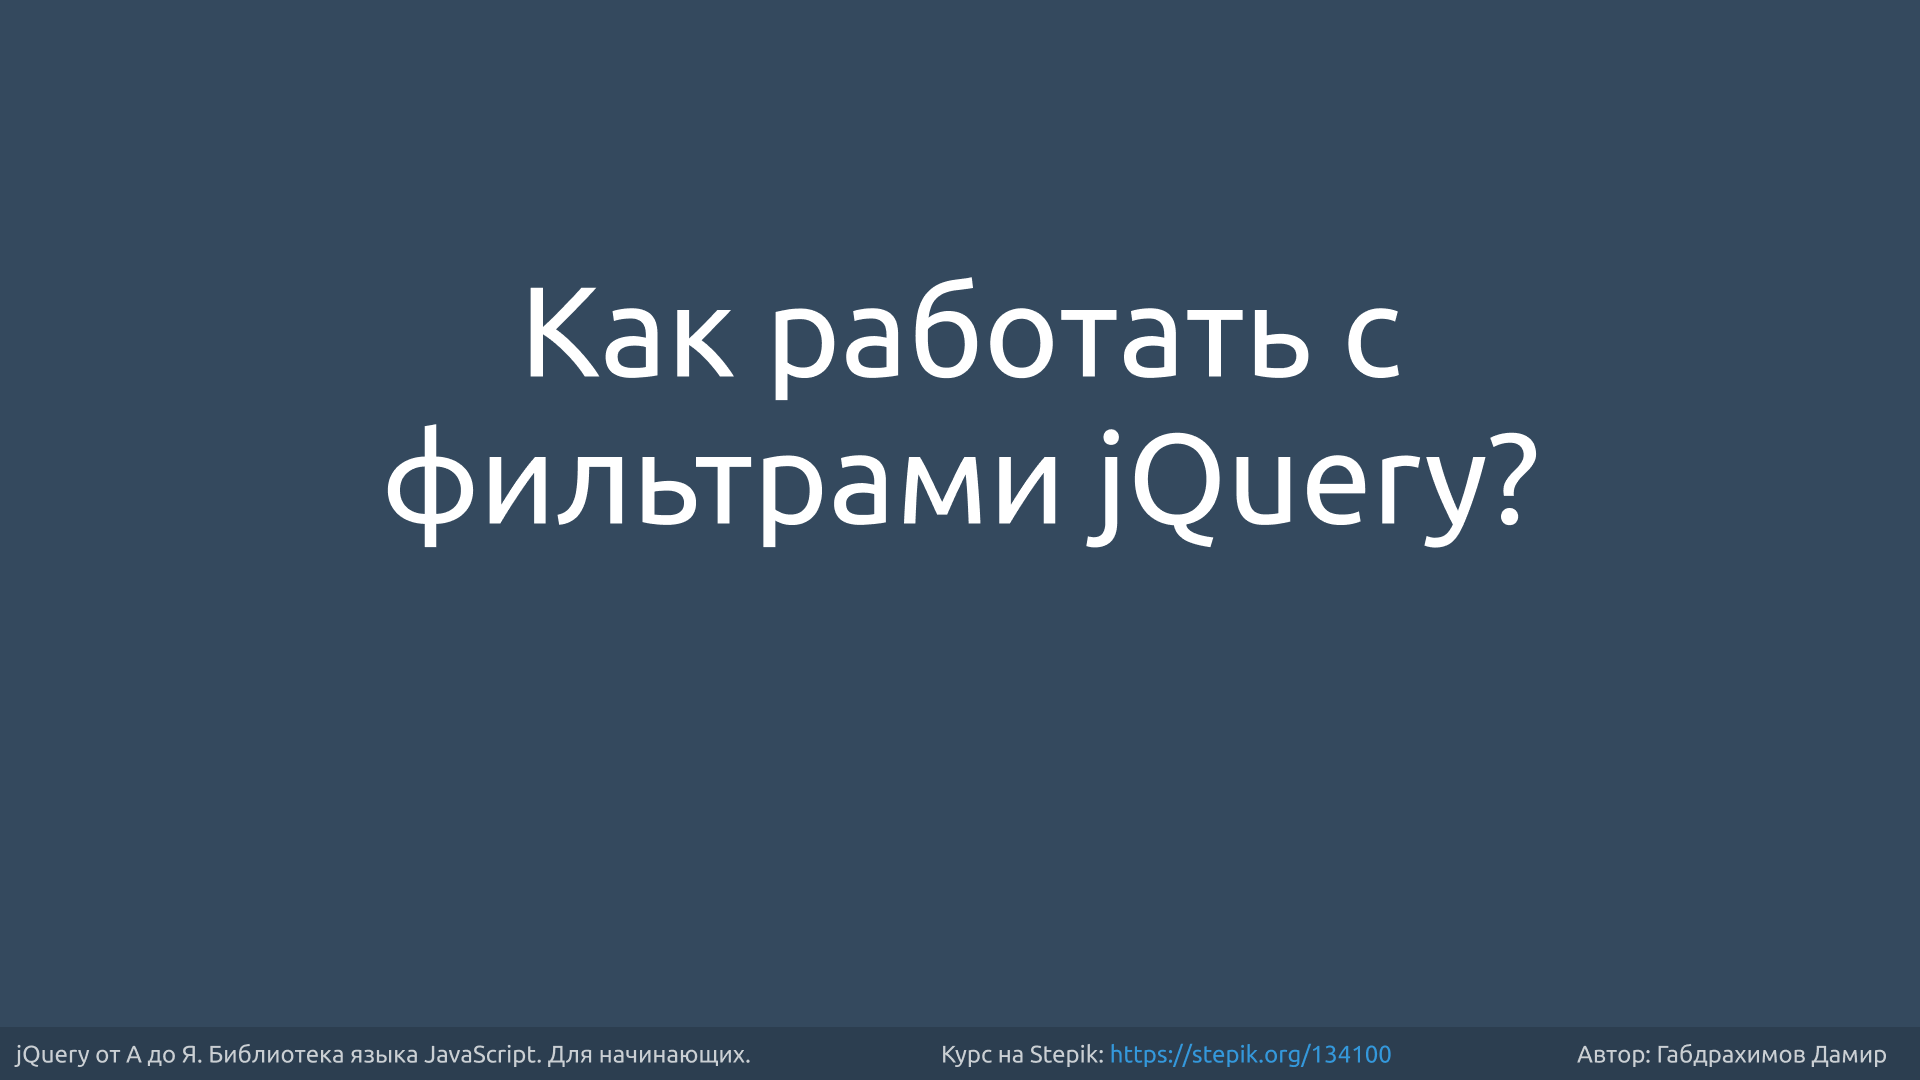 Как работать с
фильтрами jQuery?
jQuery от А до Я. Библиотека языка JavaScript. Для начинающих.
Курс на Stepik: https://stepik.org/134100
Автор: Габдрахимов Дамир